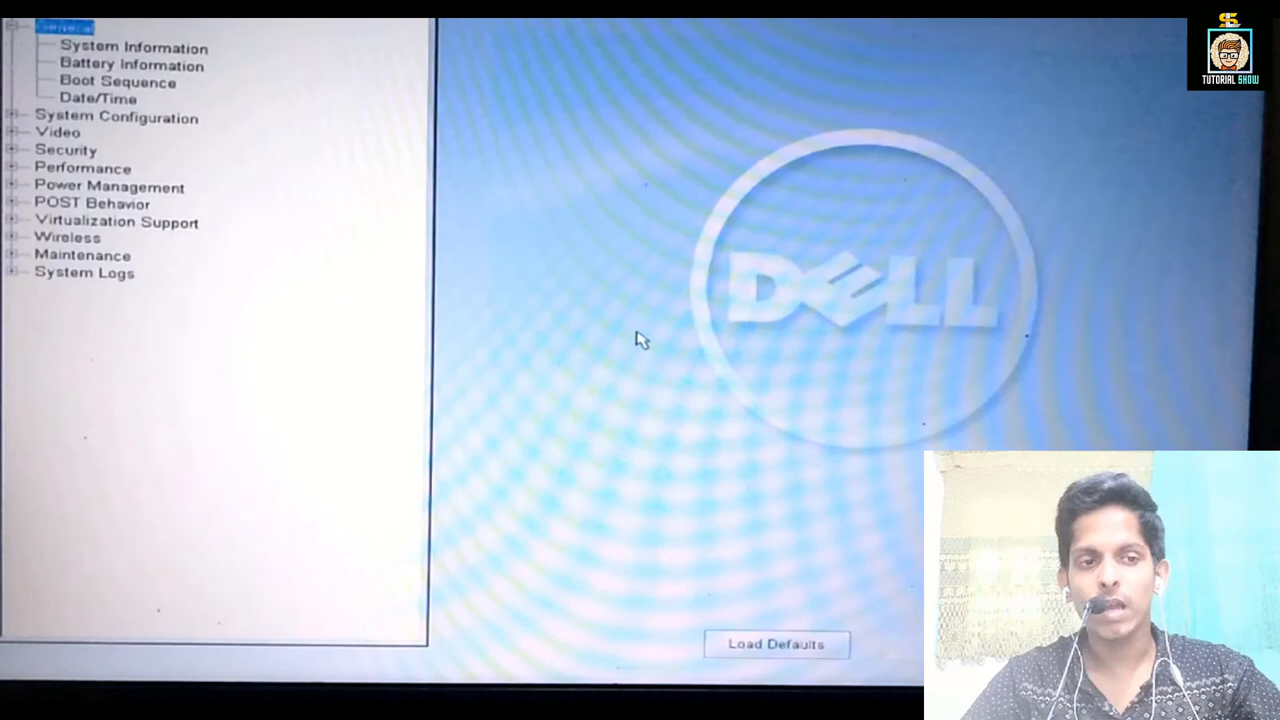 General
System Information
Battery Information
Boot Sequence
Date/Time
System Configuration
Video
Security
Performance
Power Management
POST Behavior
Virtualization Support
Wireless
Maintenance
System Logs
DELL
Load Defaults
TUTORIAL SHOW